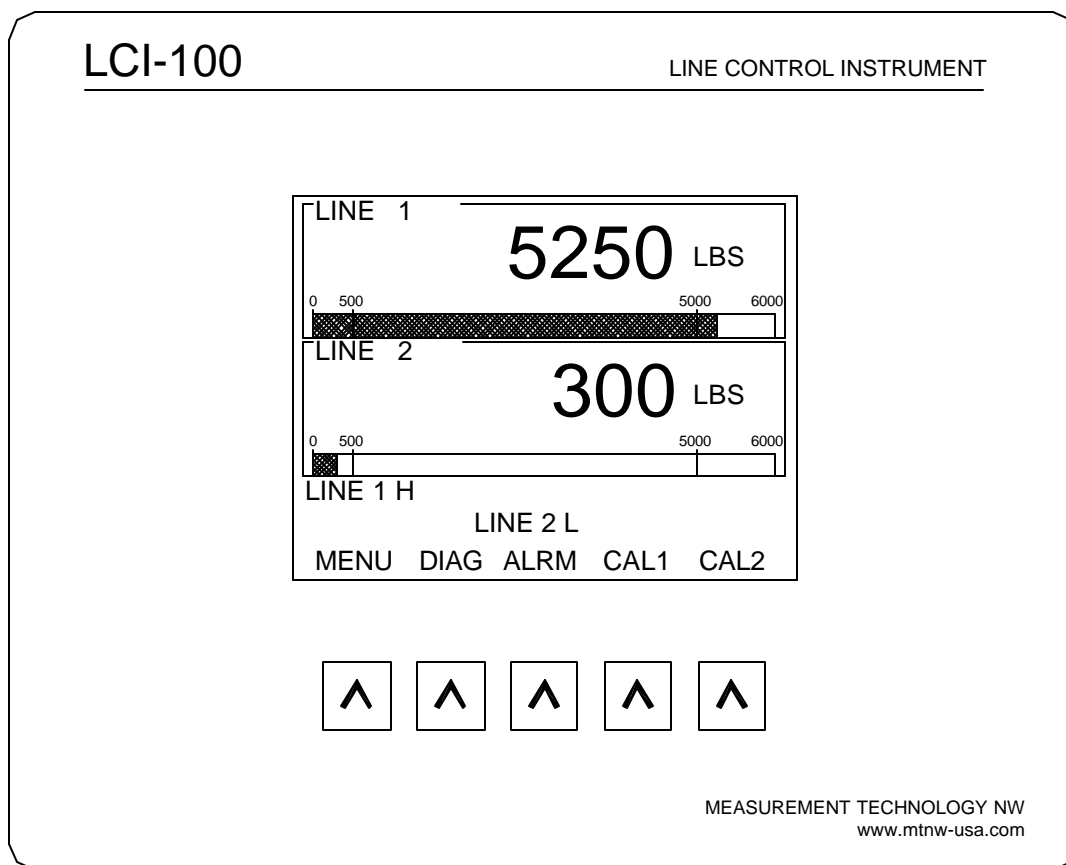 LCI-100
LINE CONTROL INSTRUMENT
LINE 1
5250 LBS
0 500 5000 6000
LINE 2
300 LBS
0 500 5000 6000
LINE 1 H
LINE 2 L
MENU DIAG ALRM CAL1 CAL2
MEASUREMENT TECHNOLOGY NW
www.mtnw-usa.com